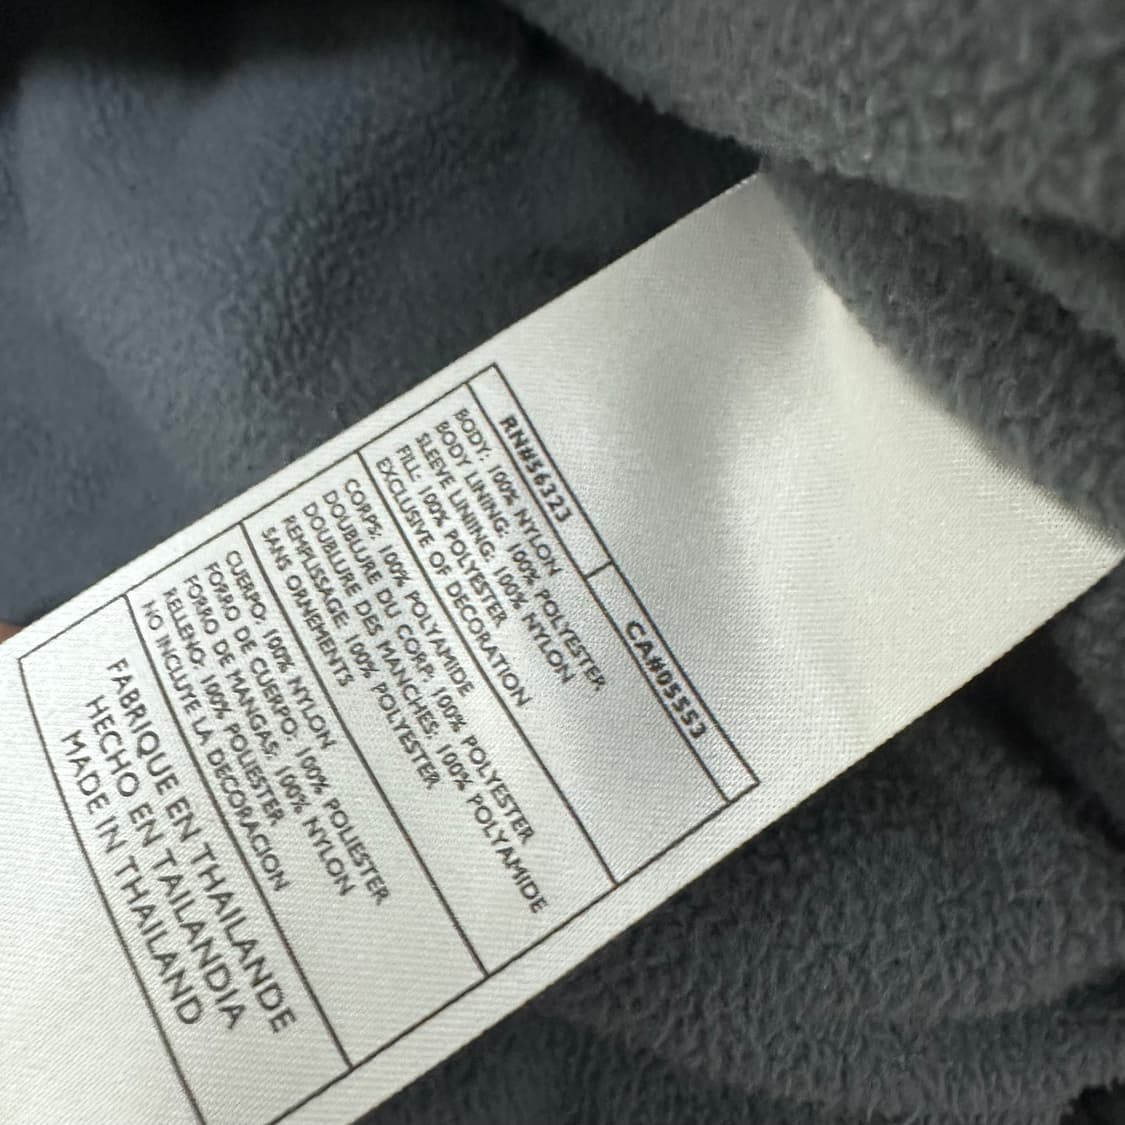 RN#56323 CA#05553
BODY: 100% NYLON
BODY LINING: 100% POLYESTER
SLEEVE LINIING: 100% NYLON
FILL: 100% POLYESTER
EXCLUSIVE OF DECORATION
CORPS: 100% POLYAMIDE
DOUBLURE DU CORP: 100% POLYESTER
DOUBLURE DES MANCHES: 100% POLYAMIDE
REMPLISSAGE: 100% POLYESTER
SANS ORNEMENTS
CUERPO: 100% NYLON
FORRO DE CUERPO: 100% POLIESTER
FORRO DE MANGAS: 100% NYLON
RELLENO: 100% POLIESTER
NO INCLUYE LA DECORACION
FABRIQUE EN THAILANDE
HECHO EN TAILANDIA
MADE IN THAILAND